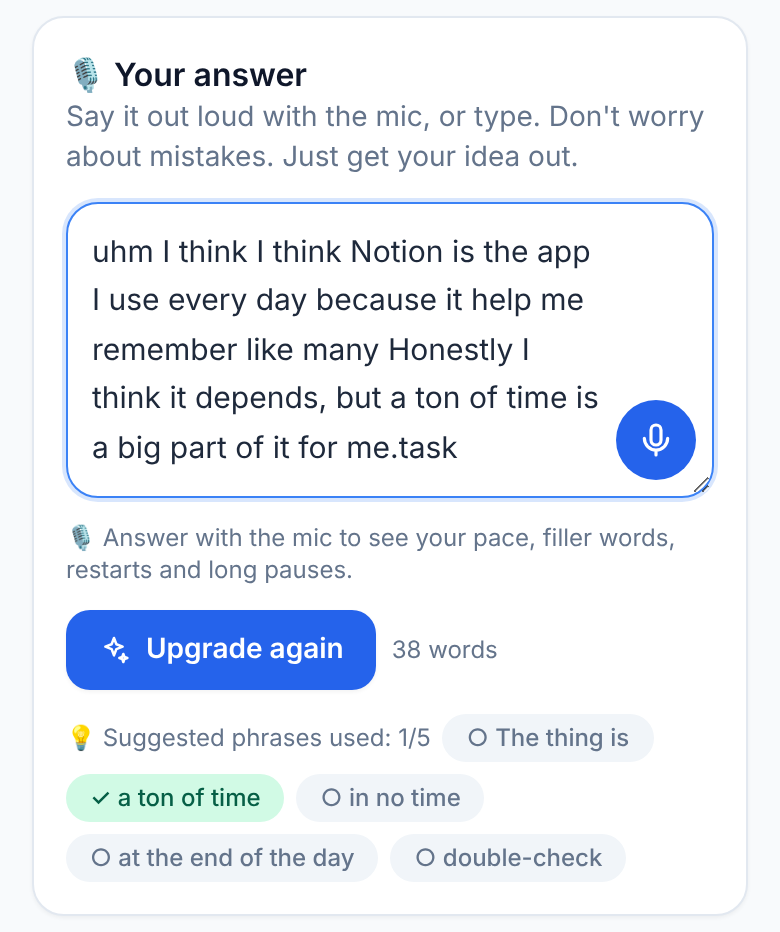 🎙️ Your answer
Say it out loud with the mic, or type. Don't worry
about mistakes. Just get your idea out.
uhm I think I think Notion is the app
I use every day because it help me
remember like many Honestly I
think it depends, but a ton of time is
a big part of it for me.task
🎙️ Answer with the mic to see your pace, filler words,
restarts and long pauses.
Upgrade again 38 words
💡 Suggested phrases used: 1/5 ○ The thing is
✓ a ton of time ○ in no time
○ at the end of the day ○ double-check